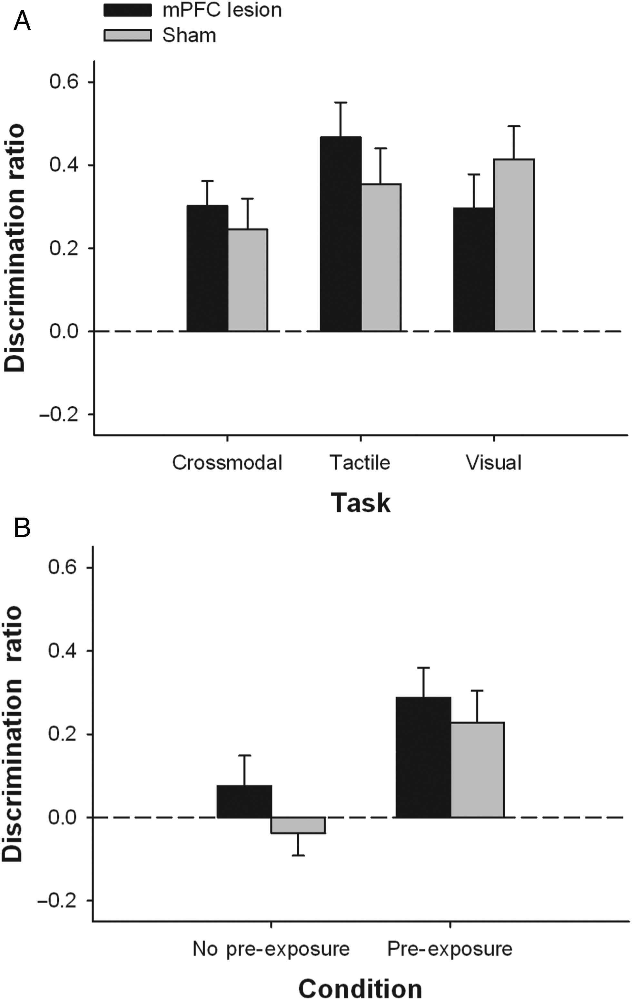 A
mPFC lesion
Sham
Discrimination ratio
0.6
0.4
0.2
0.0
–0.2
Crossmodal Tactile Visual
Task
B
Discrimination ratio
0.6
0.4
0.2
0.0
–0.2
No pre-exposure Pre-exposure
Condition